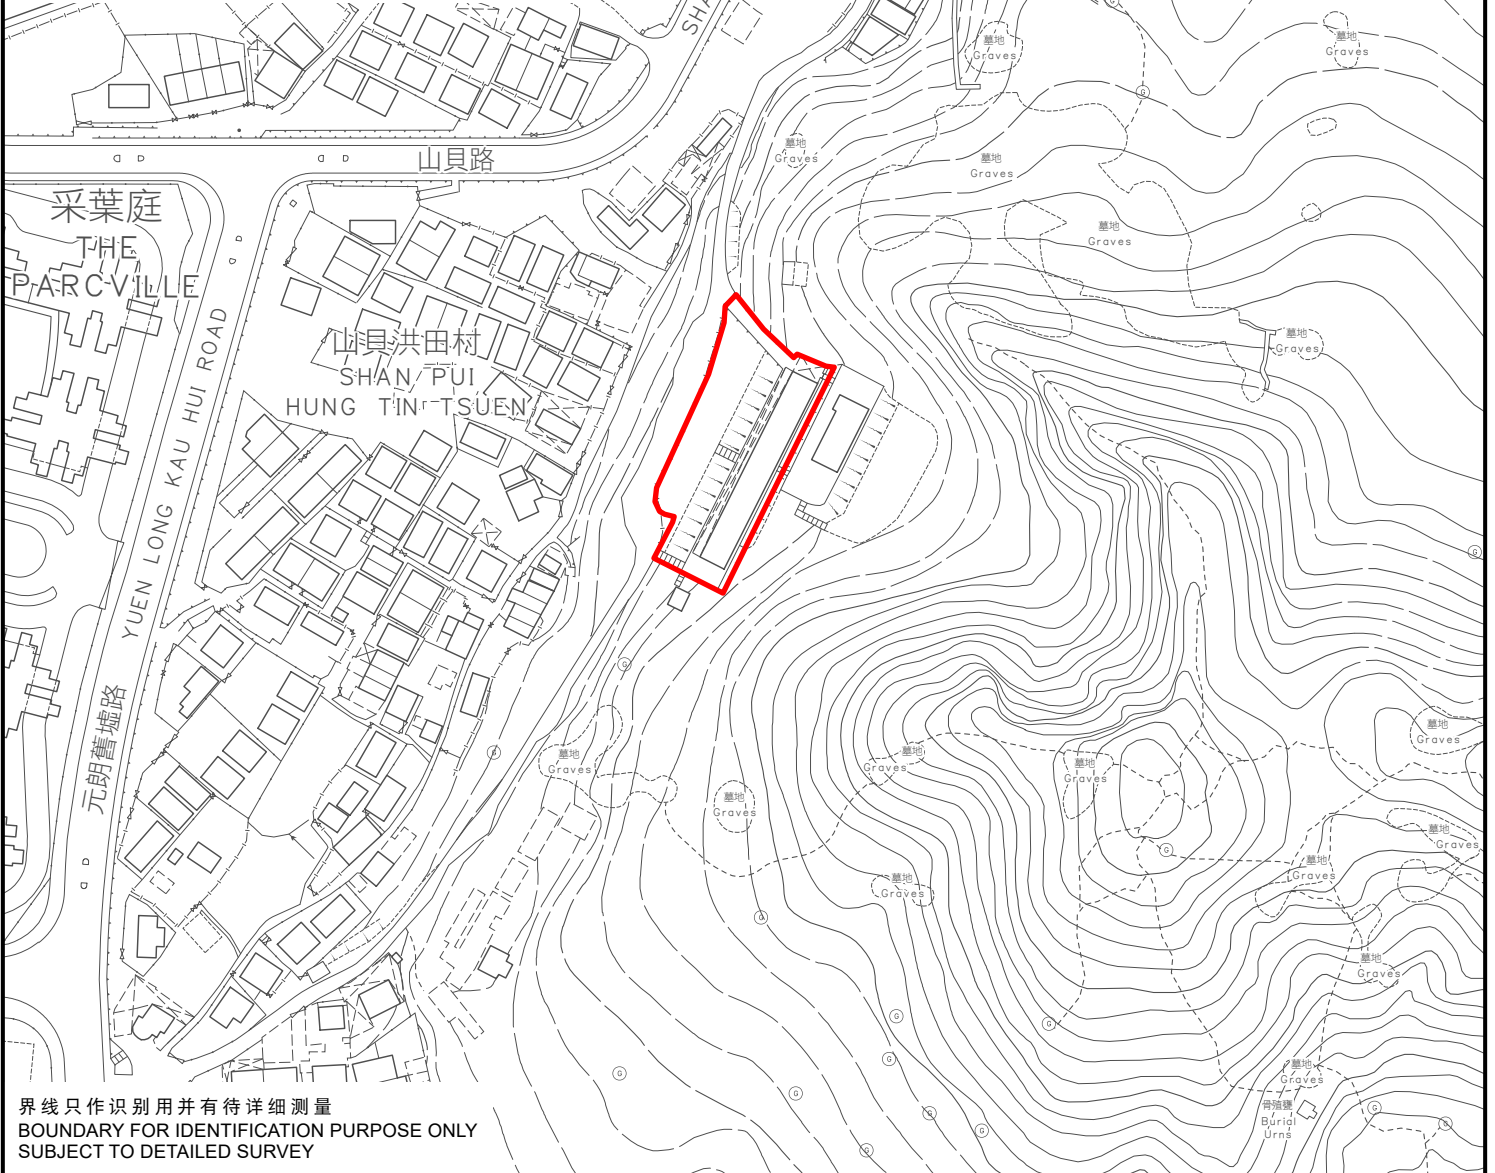 SHA
墓地
Graves
墓地
Graves
山貝路
墓地
Graves
墓地
Graves
采葉庭
THE
PARCVILLE
墓地
Graves
山貝洪田村
SHAN PUI
HUNG TIN TSUEN
墓地
Graves
YUEN LONG KAU HUI ROAD
元朗舊墟路
G
G
G
G
墓地
Graves
墓地
Graves
墓地
Graves
墓地
Graves
墓地
Graves
墓地
Graves
墓地
Graves
墓地
Graves
G
G
墓地
Graves
G
G
G
G
G
G
G
G
G
G
墓地
Graves
骨殖甕
Burial
Urns
界线只作识别用并有待详细测量
BOUNDARY FOR IDENTIFICATION PURPOSE ONLY
SUBJECT TO DETAILED SURVEY